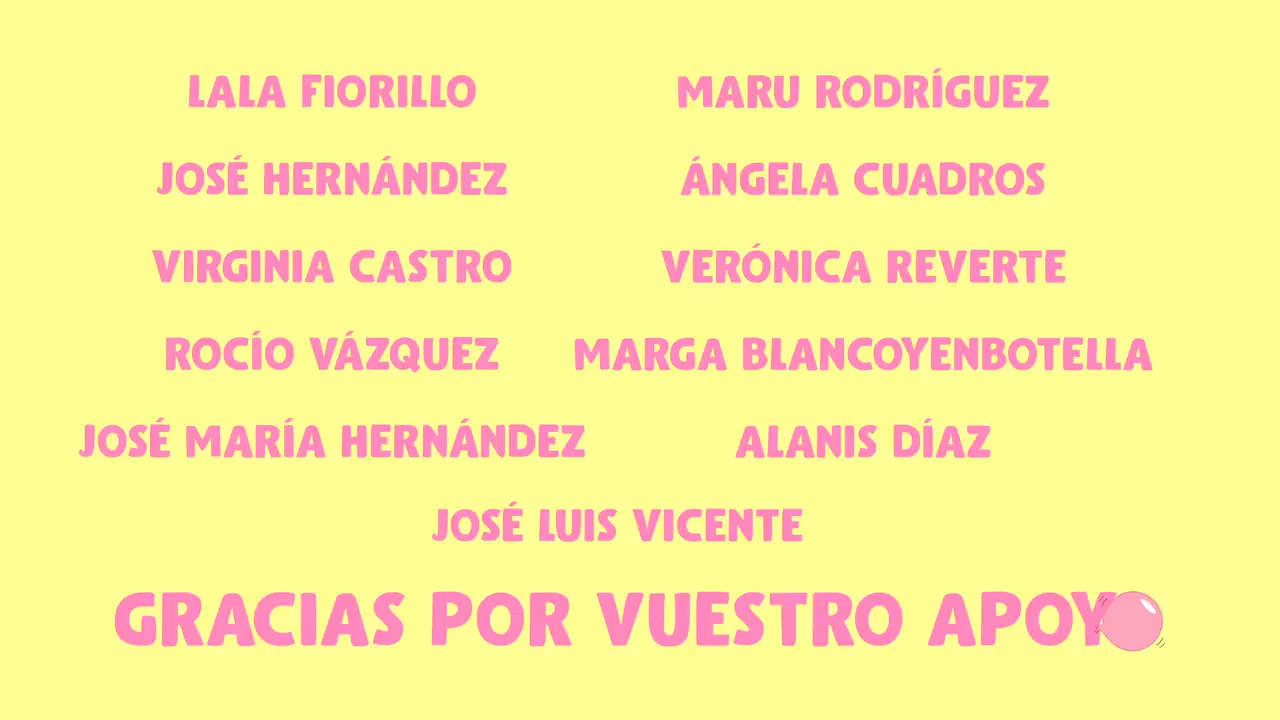 LALA FIORILLO MARU RODRÍGUEZ
JOSÉ HERNÁNDEZ ÁNGELA CUADROS
VIRGINIA CASTRO VERÓNICA REVERTE
ROCÍO VÁZQUEZ MARGA BLANCOYENBOTELLA
JOSÉ MARÍA HERNÁNDEZ ALANIS DÍAZ
JOSÉ LUIS VICENTE
GRACIAS POR VUESTRO APOYO